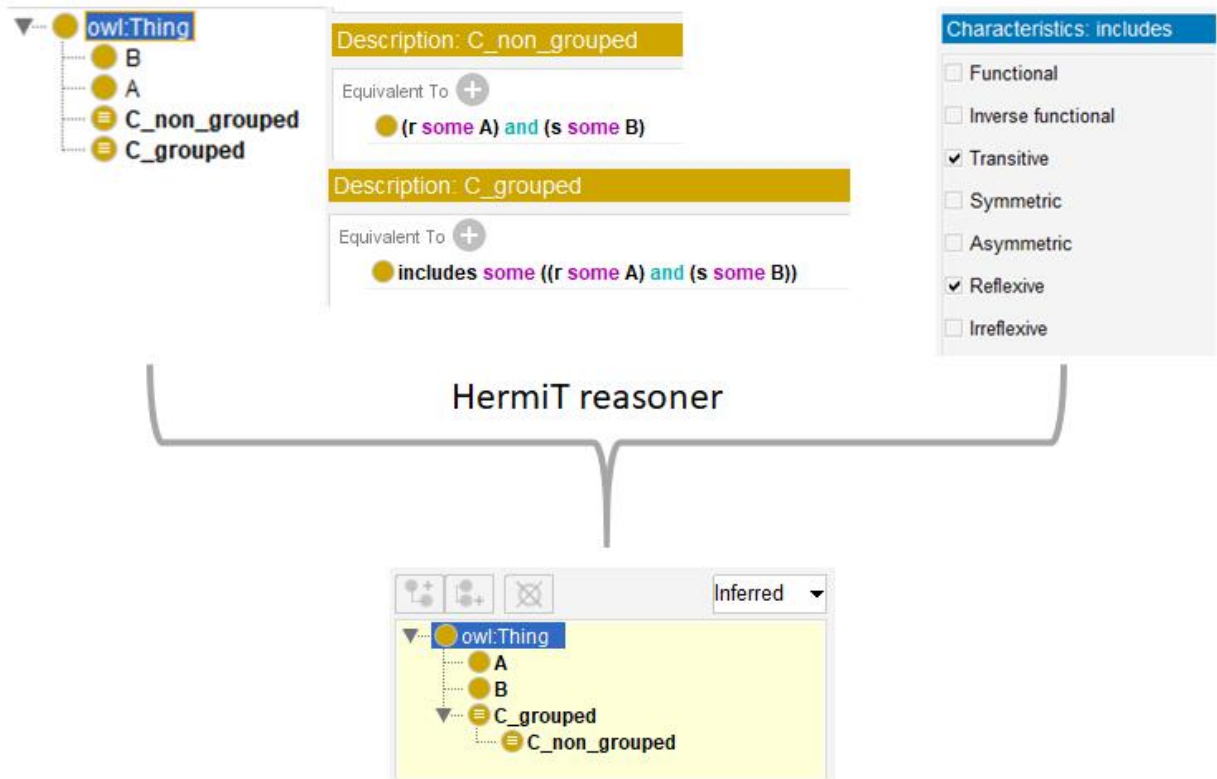 owl:Thing
B
A
C_non_grouped
C_grouped
Description: C_non_grouped
Equivalent To
(r some A) and (s some B)
Description: C_grouped
Equivalent To
includes some ((r some A) and (s some B))
Characteristics: includes
Functional
Inverse functional
Transitive
Symmetric
Asymmetric
Reflexive
Irreflexive
HermiT reasoner
Inferred
owl:Thing
A
B
C_grouped
C_non_grouped